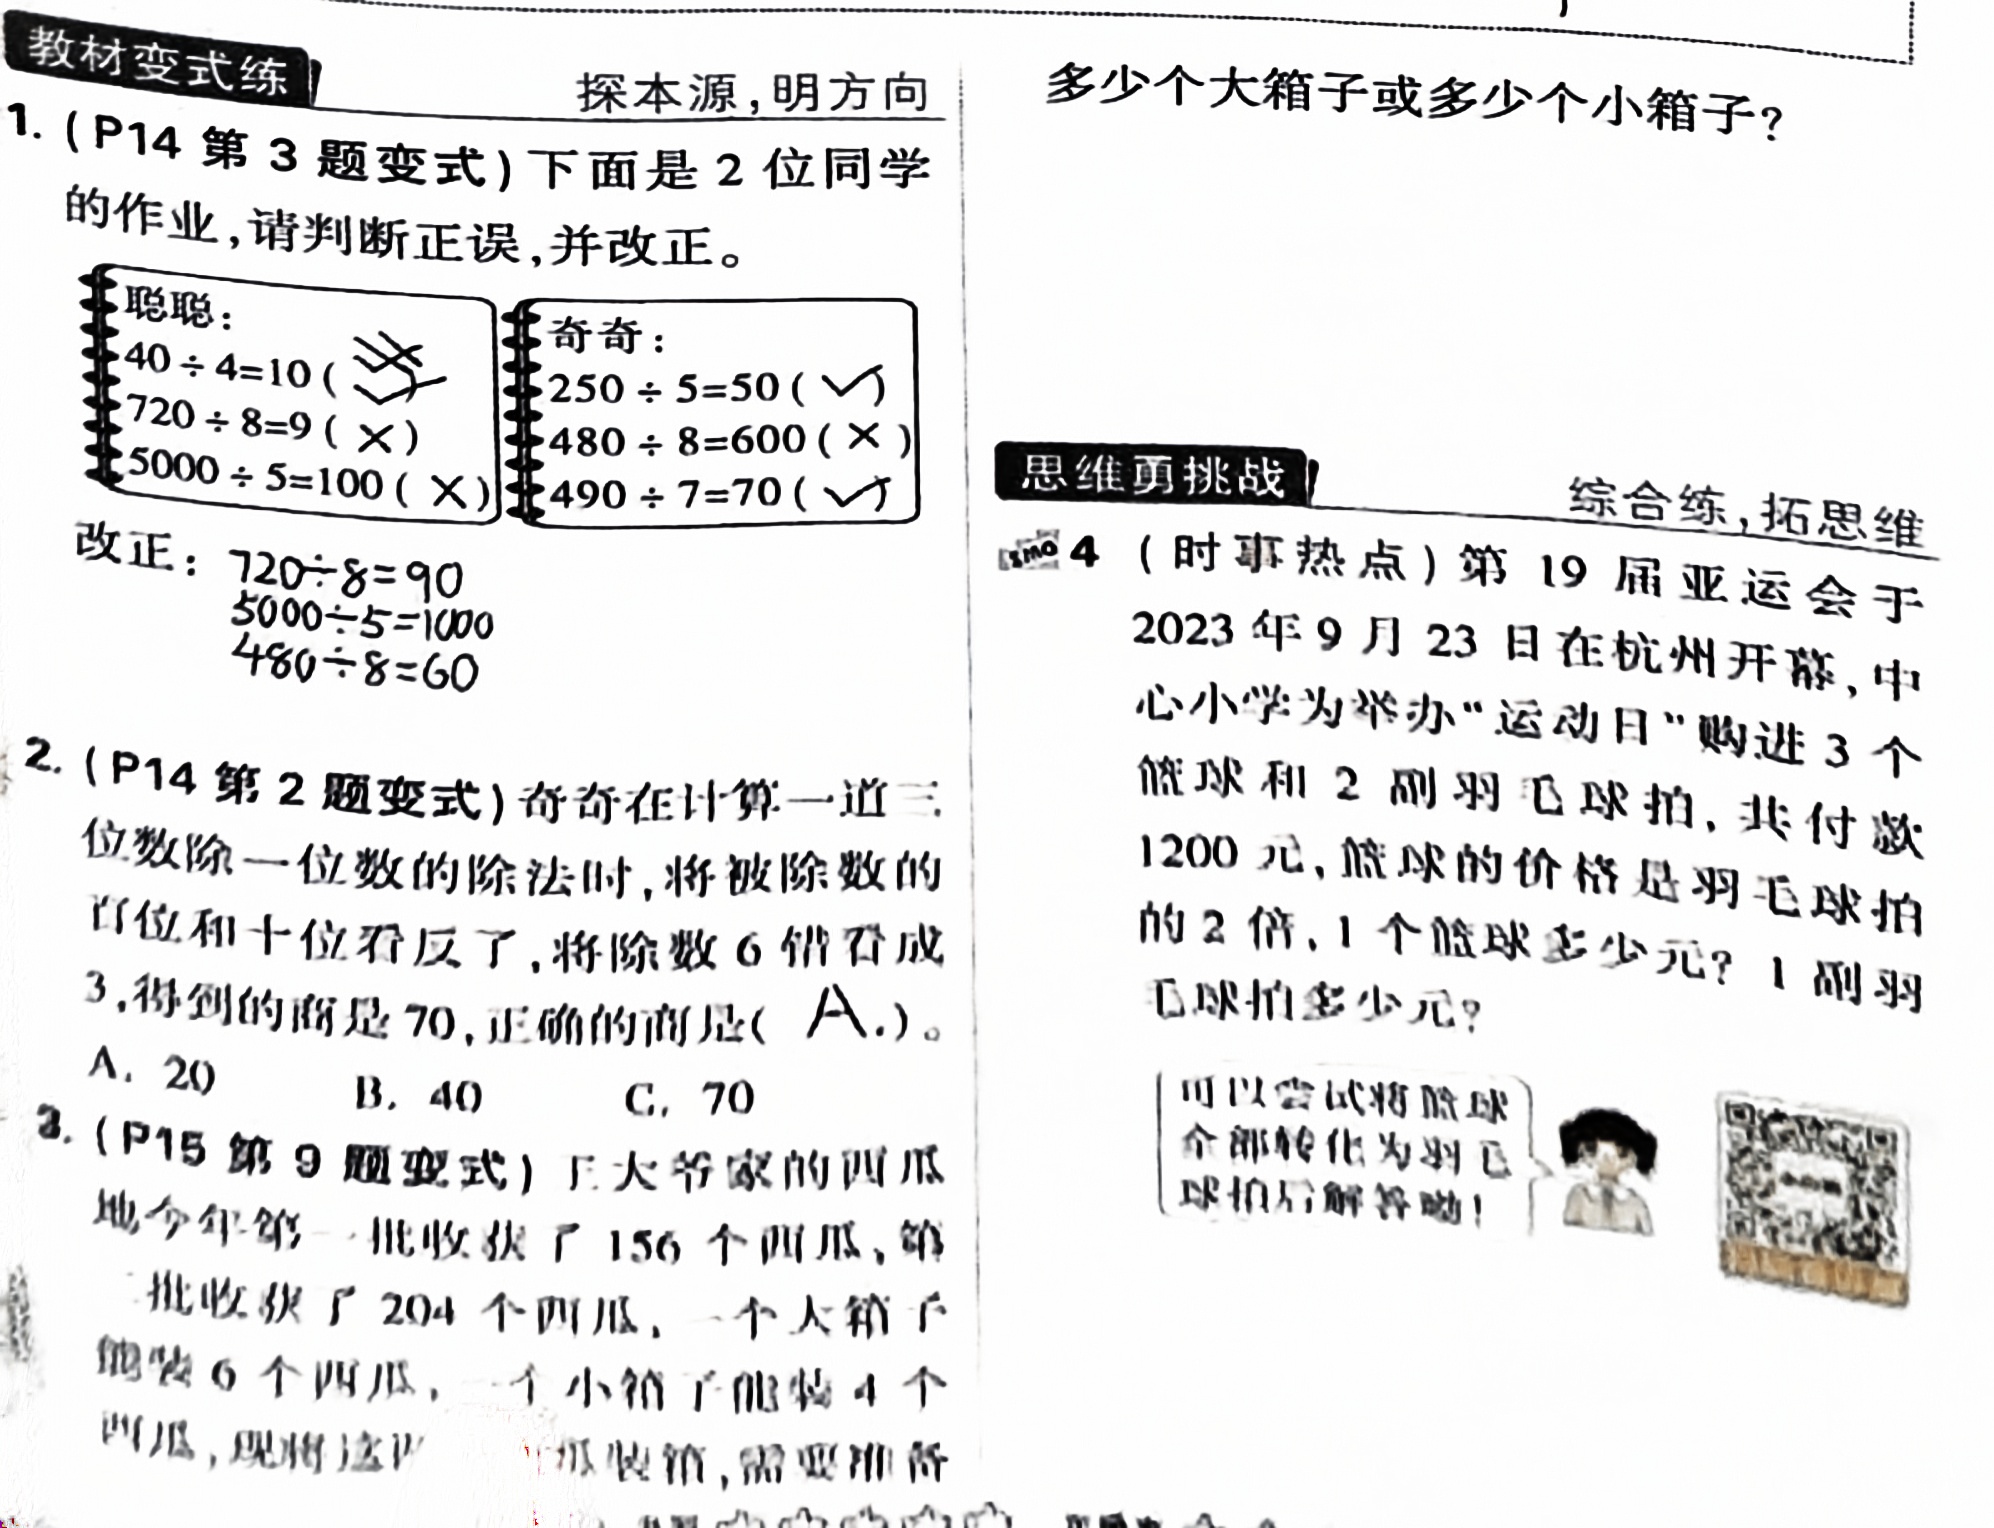 教材变式练
探本源,明方向
1. (P14 第 3 题变式)下面是 2 位同学
的作业,请判断正误,并改正。
聪聪:
40÷4=10( ✓)
720÷8=9( × )
5000÷5=100( × )
奇奇:
250÷5=50( ✓)
480÷8=600( × )
490÷7=70( ✓)
改正: 720÷8=90
5000÷5=1000
480÷8=60
2. (P14 第 2 题变式)奇奇在计算一道三
位数除一位数的除法时,将被除数的
百位和十位看反了,将除数 6 错看成
3,得到的商是 70,正确的商是( A. )。
A. 20 B. 40 C. 70
3. (P15 第 9 题变式)王大爷家的西瓜
地今年第一批收获了 156 个西瓜,第
二批收获了 204 个西瓜,一个大箱子
能装 6 个西瓜,一个小箱子能装 4 个
西瓜,现将这 瓜装箱,需要准备
多少个大箱子或多少个小箱子?
思维勇挑战
综合练,拓思维
4 (时事热点)第 19 届亚运会于
2023 年 9 月 23 日在杭州开幕,中
心小学为举办“运动日”购进 3 个
篮球和 2 副羽毛球拍,共付款
1200 元,篮球的价格是羽毛球拍
的 2 倍,1 个篮球多少元? 1 副羽
毛球拍多少元?
可以尝试将篮球
全部转化为羽毛
球拍后解答呦!